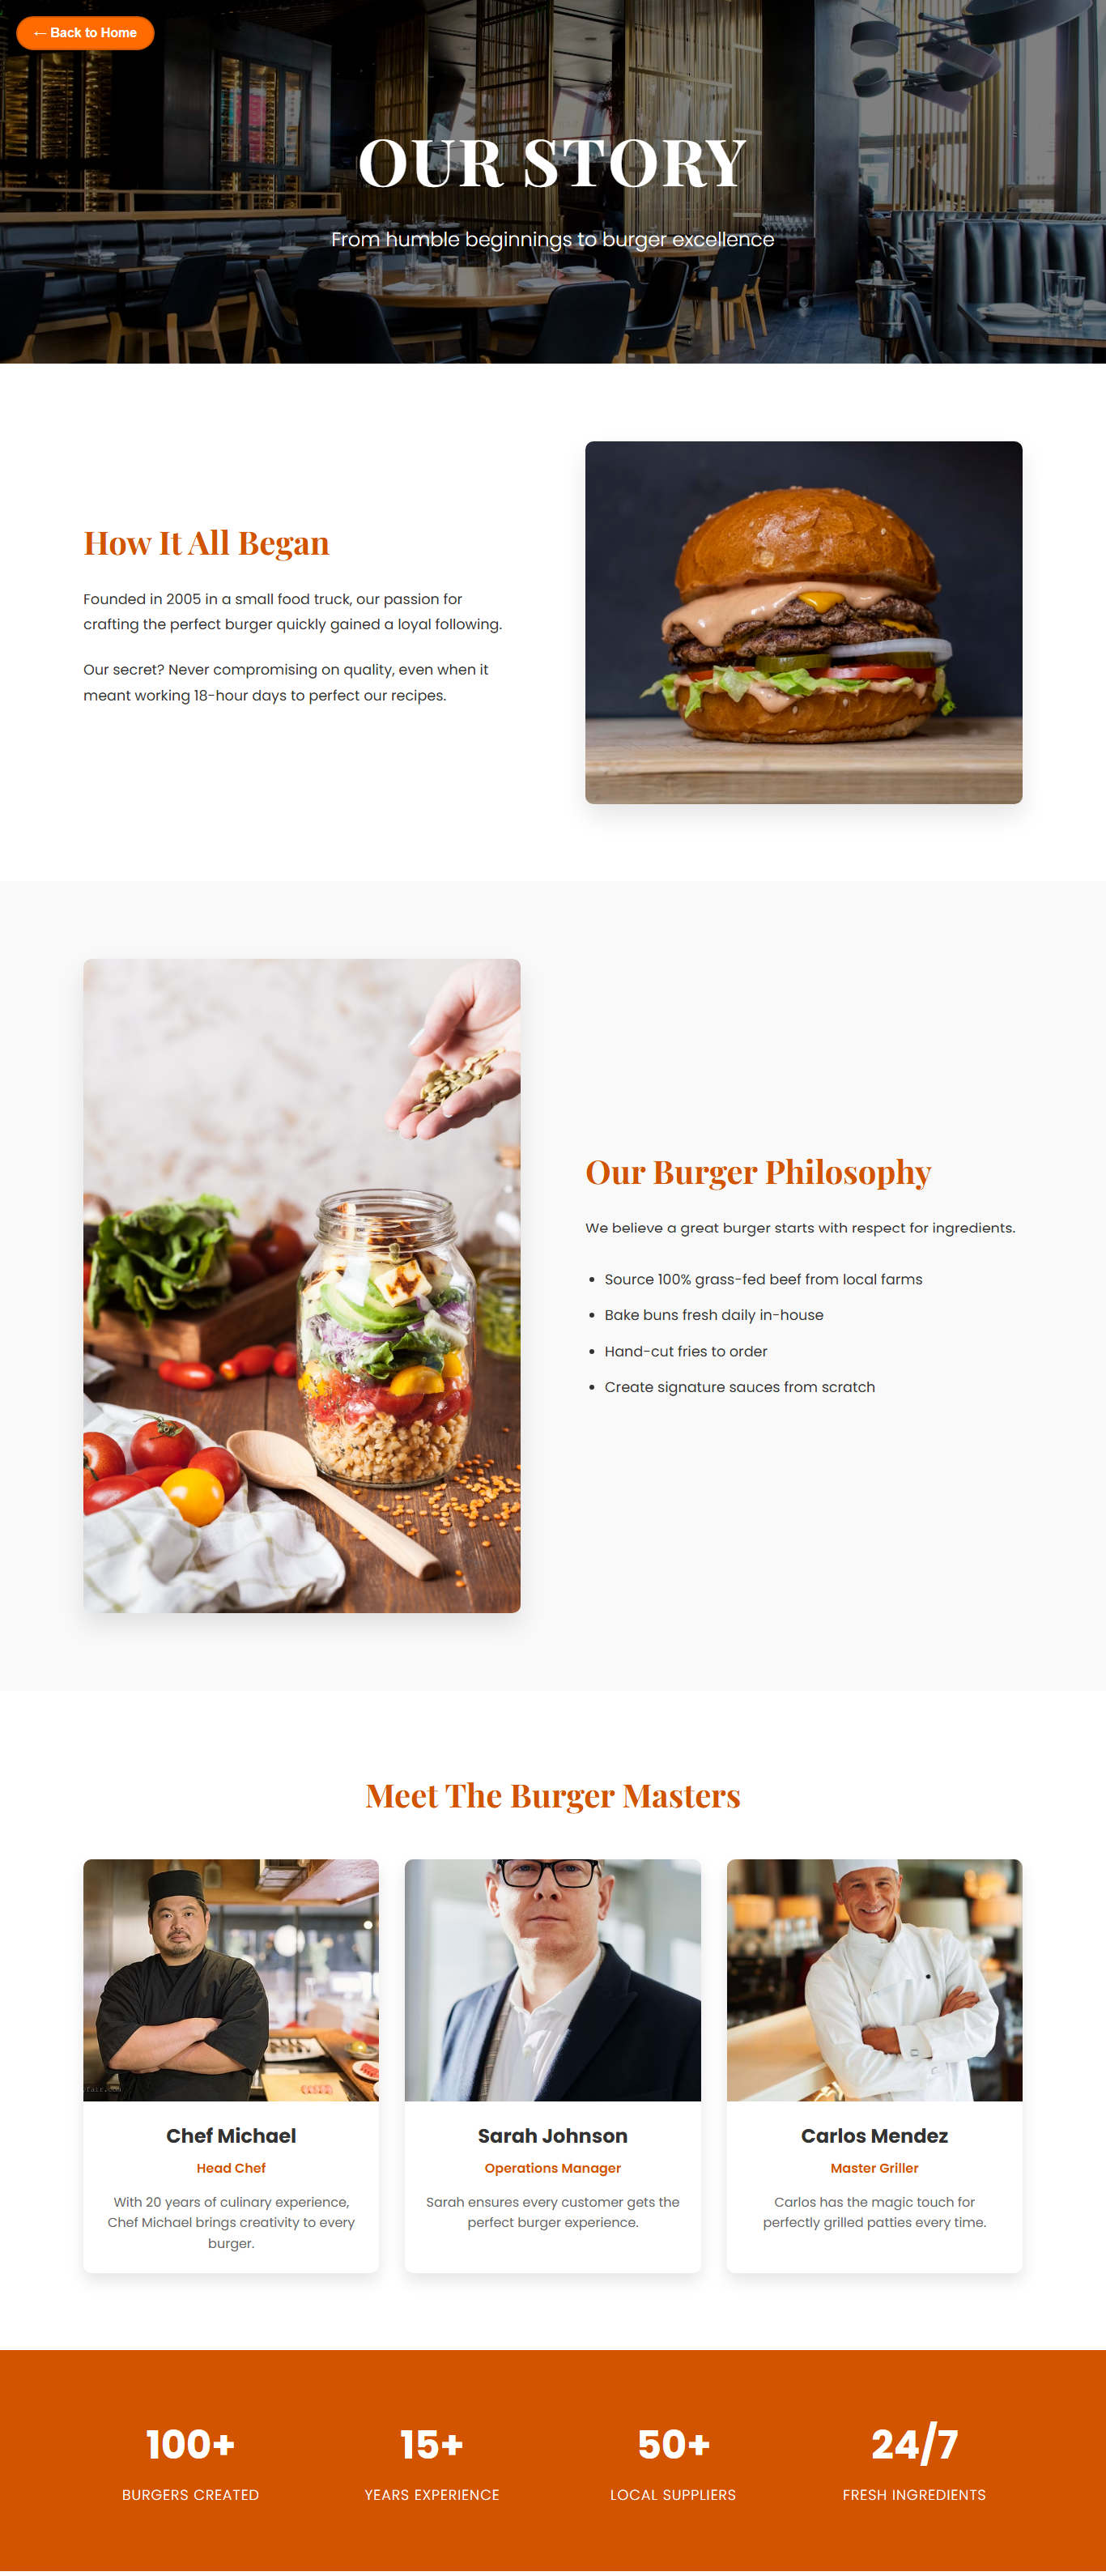 ← Back to Home
OUR STORY
From humble beginnings to burger excellence
How It All Began
Founded in 2005 in a small food truck, our passion for
crafting the perfect burger quickly gained a loyal following.
Our secret? Never compromising on quality, even when it
meant working 18-hour days to perfect our recipes.
Our Burger Philosophy
We believe a great burger starts with respect for ingredients.
• Source 100% grass-fed beef from local farms
• Bake buns fresh daily in-house
• Hand-cut fries to order
• Create signature sauces from scratch
Meet The Burger Masters
Chef Michael
Head Chef
With 20 years of culinary experience,
Chef Michael brings creativity to every
burger.
Sarah Johnson
Operations Manager
Sarah ensures every customer gets the
perfect burger experience.
Carlos Mendez
Master Griller
Carlos has the magic touch for
perfectly grilled patties every time.
100+
BURGERS CREATED
15+
YEARS EXPERIENCE
50+
LOCAL SUPPLIERS
24/7
FRESH INGREDIENTS